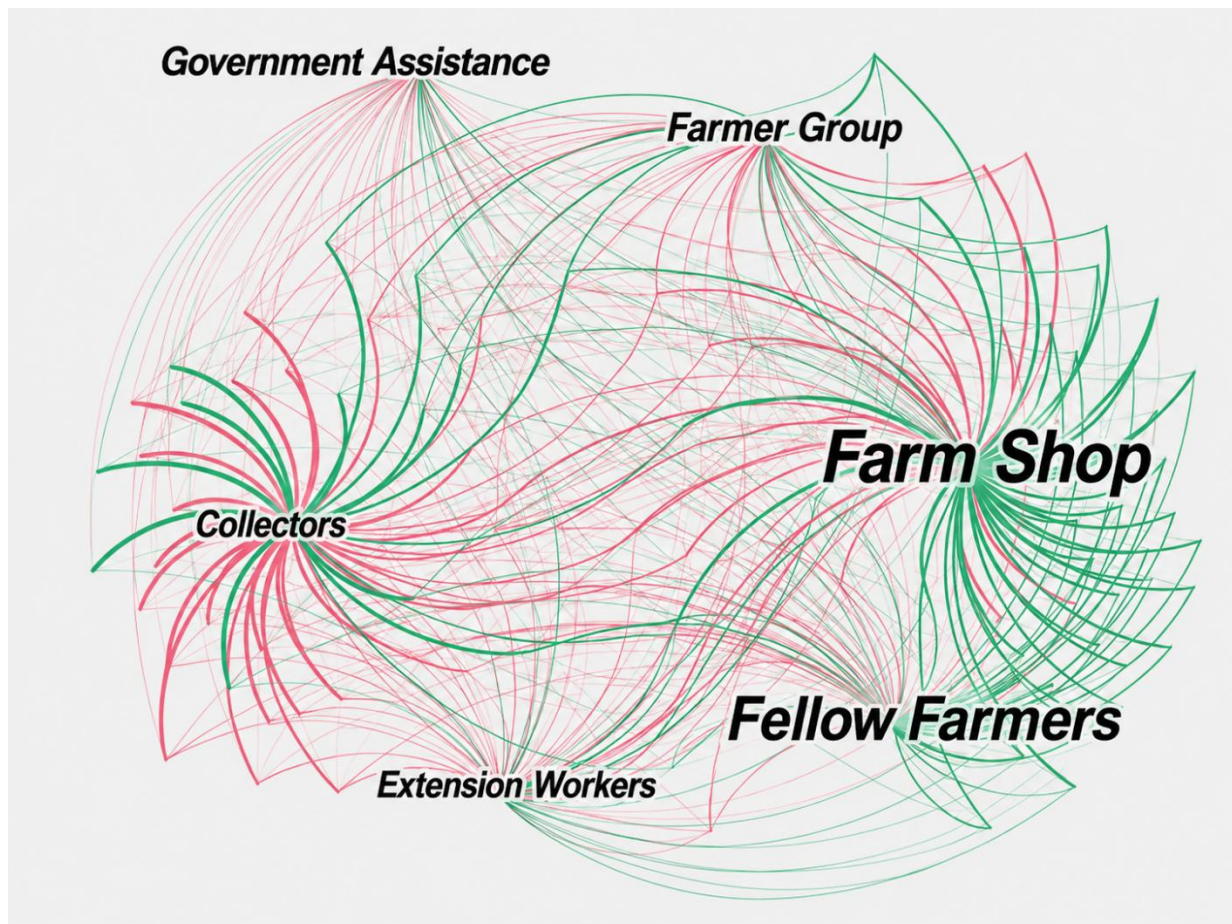 Government Assistance
Farmer Group
Farm Shop
Collectors
Fellow Farmers
Extension Workers